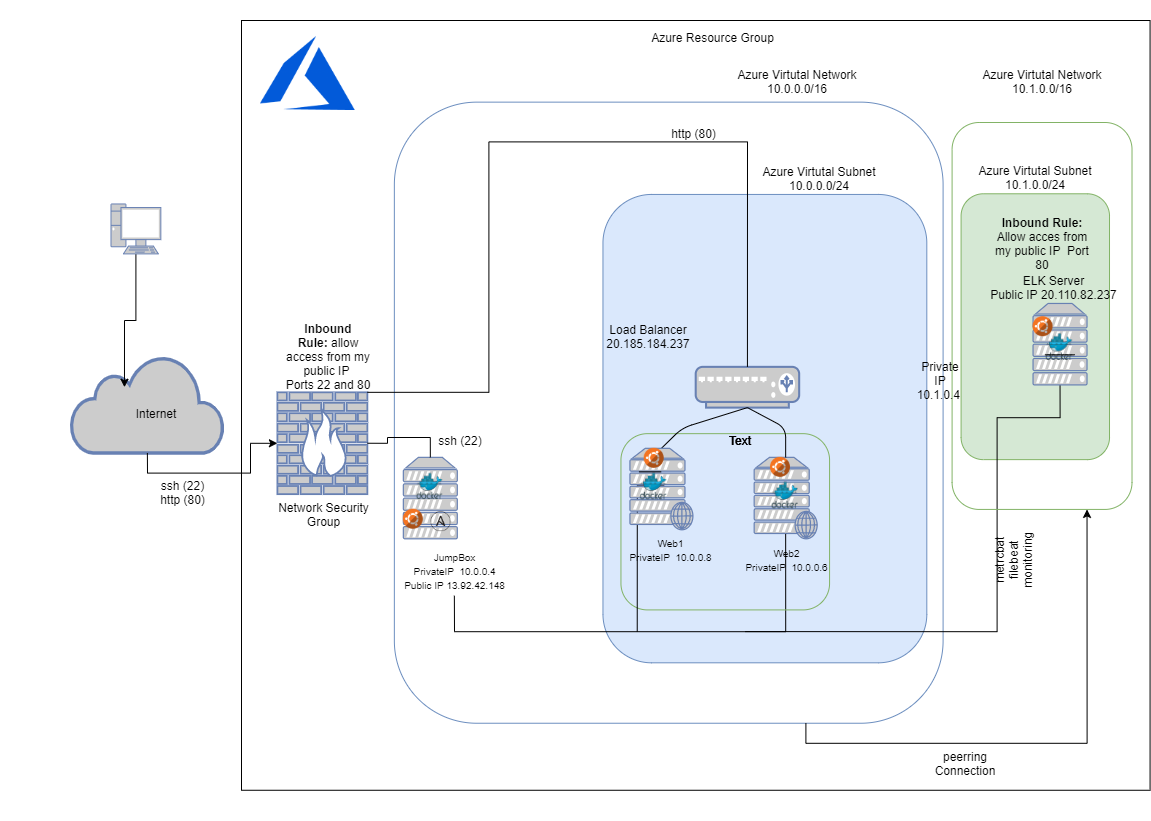 Azure Resource Group
Azure Virtutal Network
10.0.0.0/16
Azure Virtutal Network
10.1.0.0/16
http (80)
Azure Virtutal Subnet
10.0.0.0/24
Azure Virtutal Subnet
10.1.0.0/24
Inbound Rule:
Allow acces from
my public IP Port
80
ELK Server
Public IP 20.110.82.237
docker
Inbound
Rule: allow
access from my
public IP
Ports 22 and 80
Load Balancer
20.185.184.237
Private
IP
10.1.0.4
Internet
ssh (22)
http (80)
Network Security
Group
ssh (22)
docker
A
JumpBox
PrivateIP 10.0.0.4
Public IP 13.92.42.148
Text
docker
Web1
PrivateIP 10.0.0.8
docker
Web2
PrivateIP 10.0.0.6
metrcbat
filebeat
monitoring
peerring
Connection